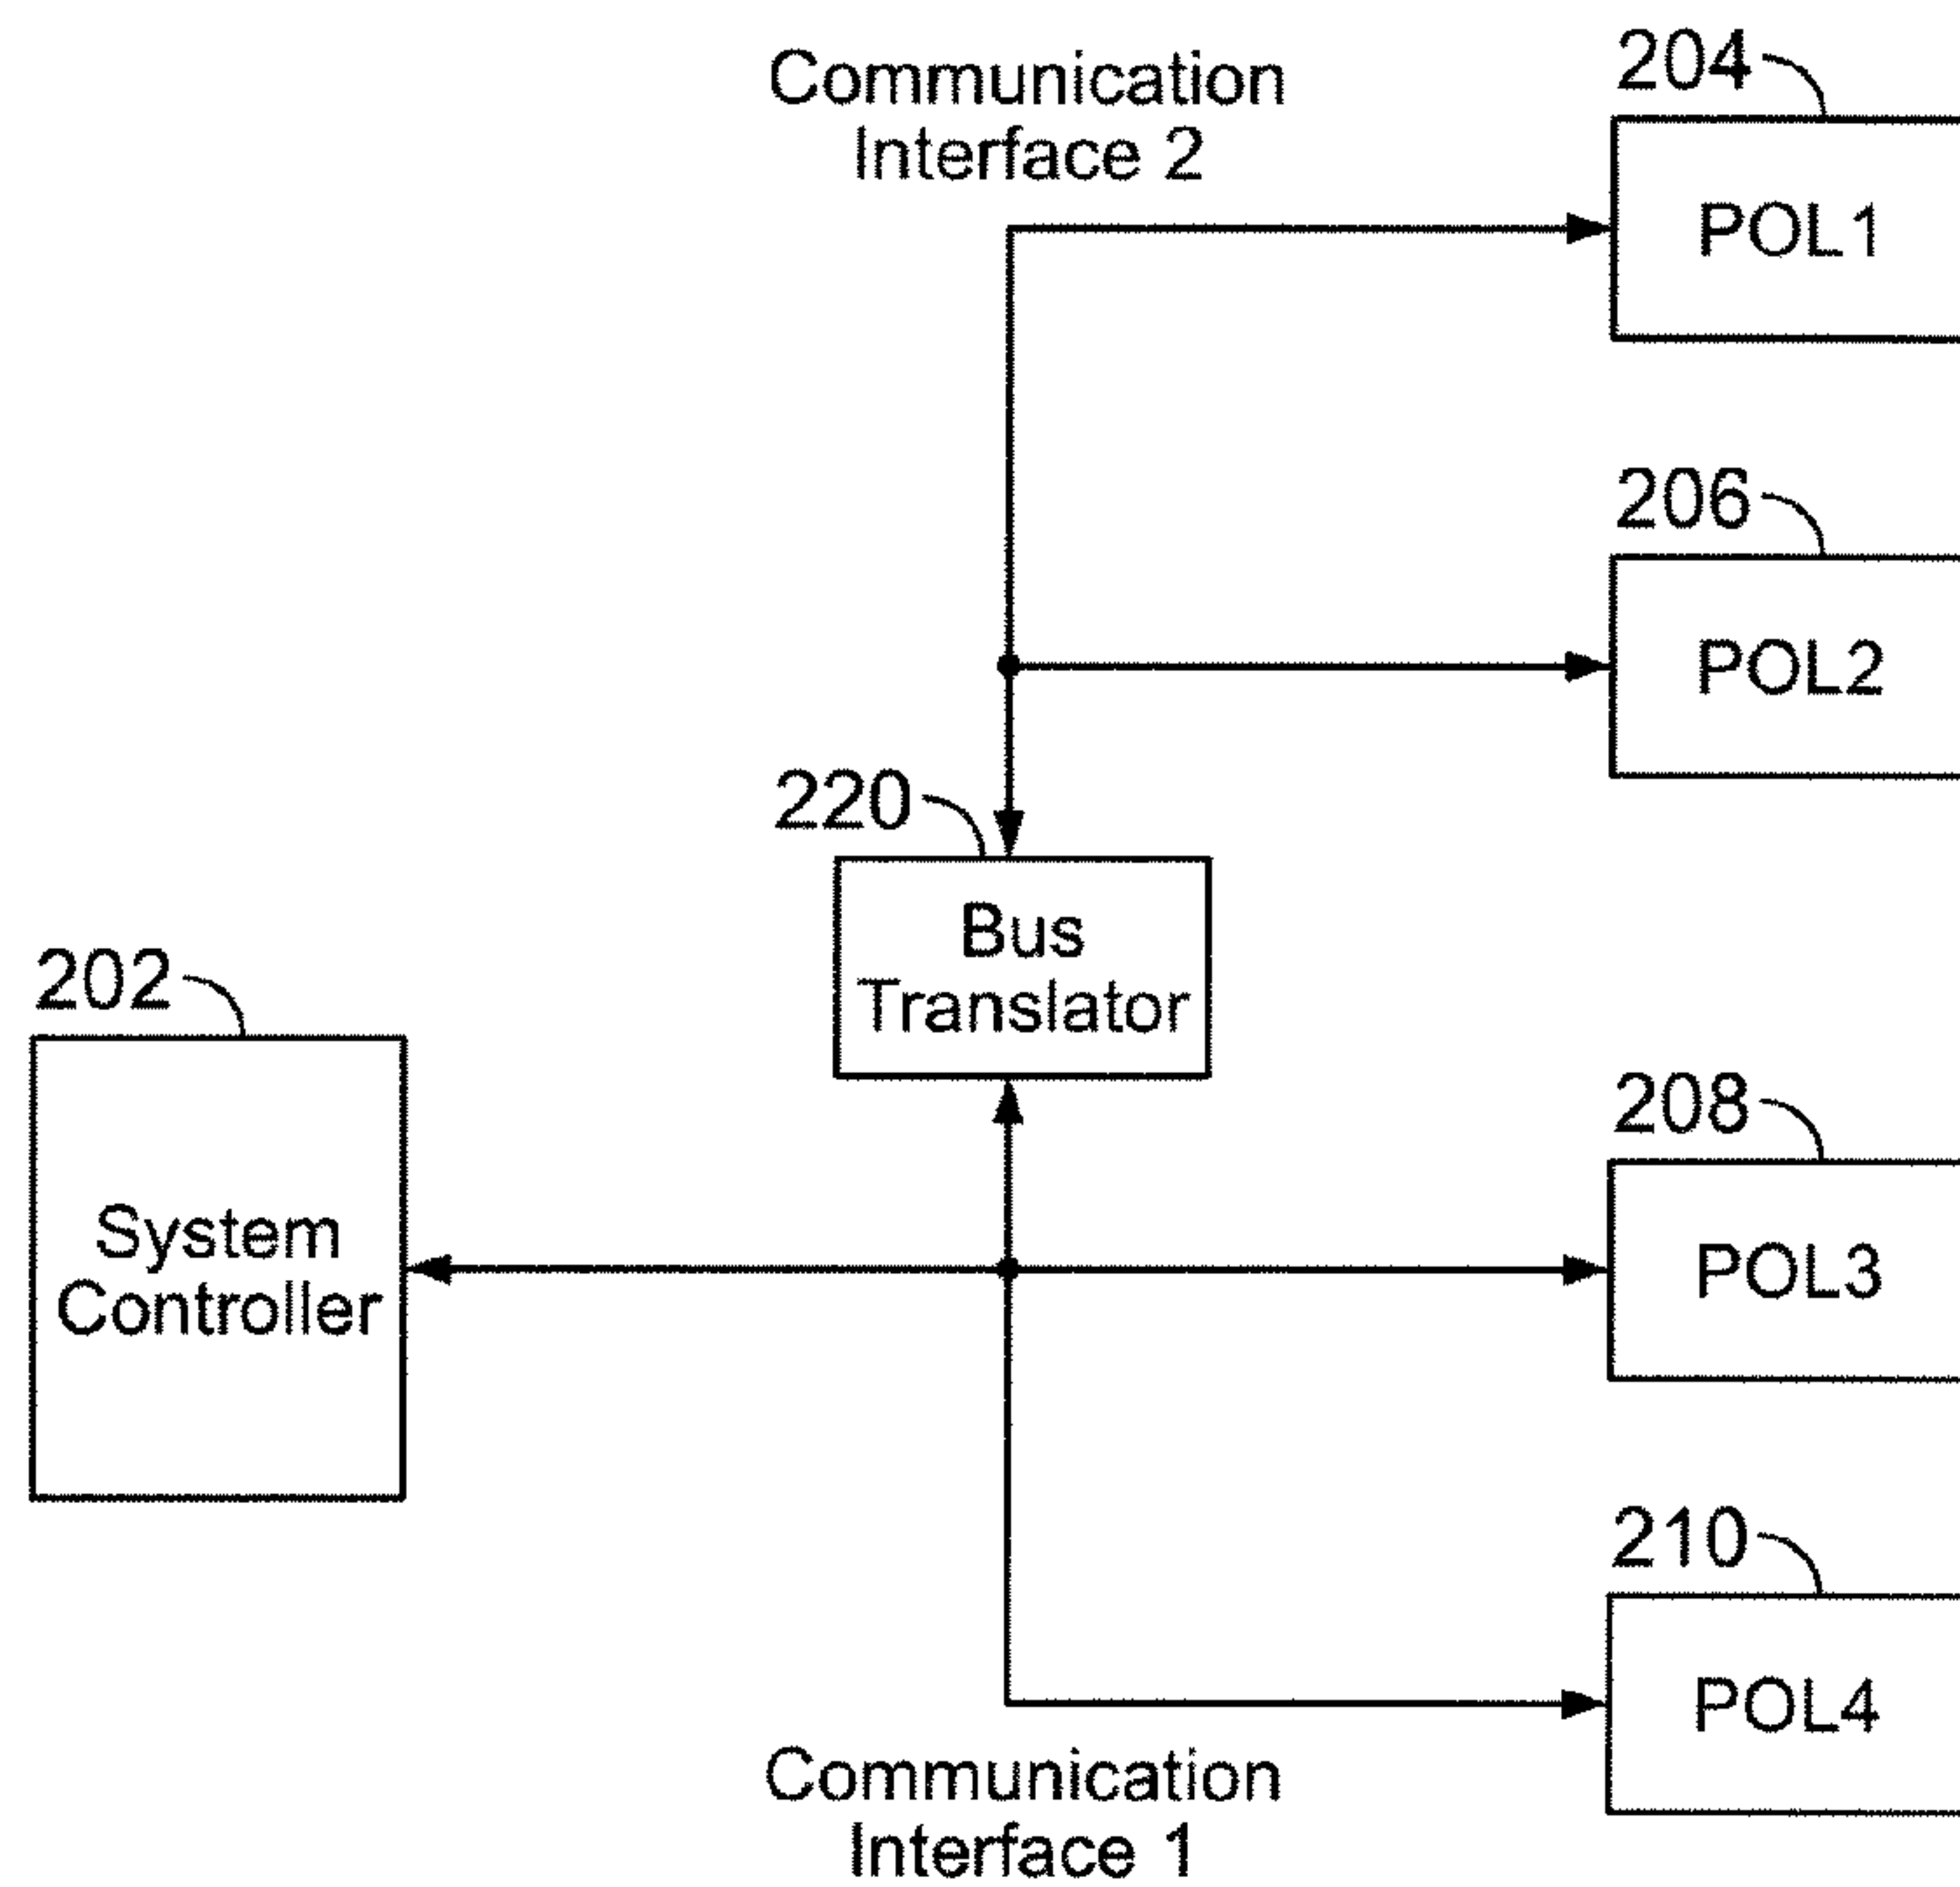 Communication
Interface 2
204
POL1
206
POL2
220
Bus
Translator
202
System
Controller
208
POL3
210
POL4
Communication
Interface 1